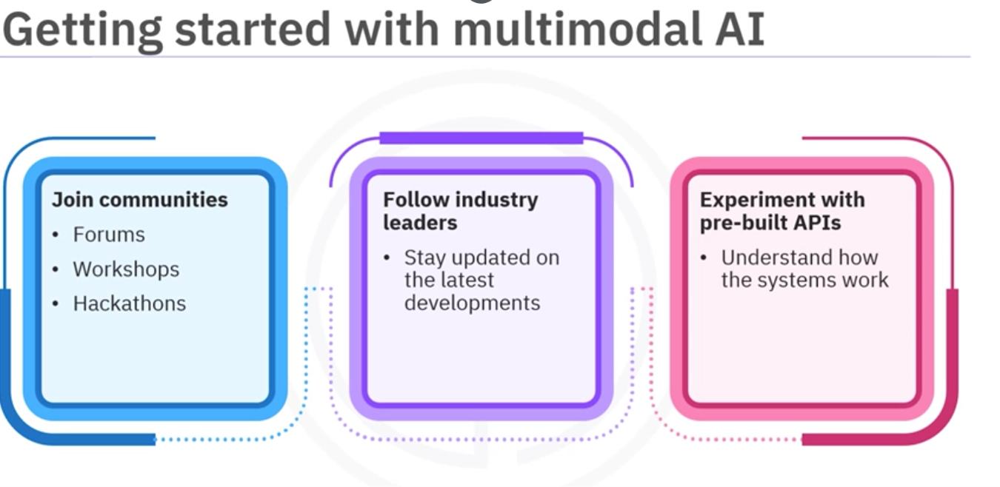 Getting started with multimodal AI
Join communities
• Forums
• Workshops
• Hackathons
Follow industry
leaders
• Stay updated on
the latest
developments
Experiment with
pre-built APIs
• Understand how
the systems work